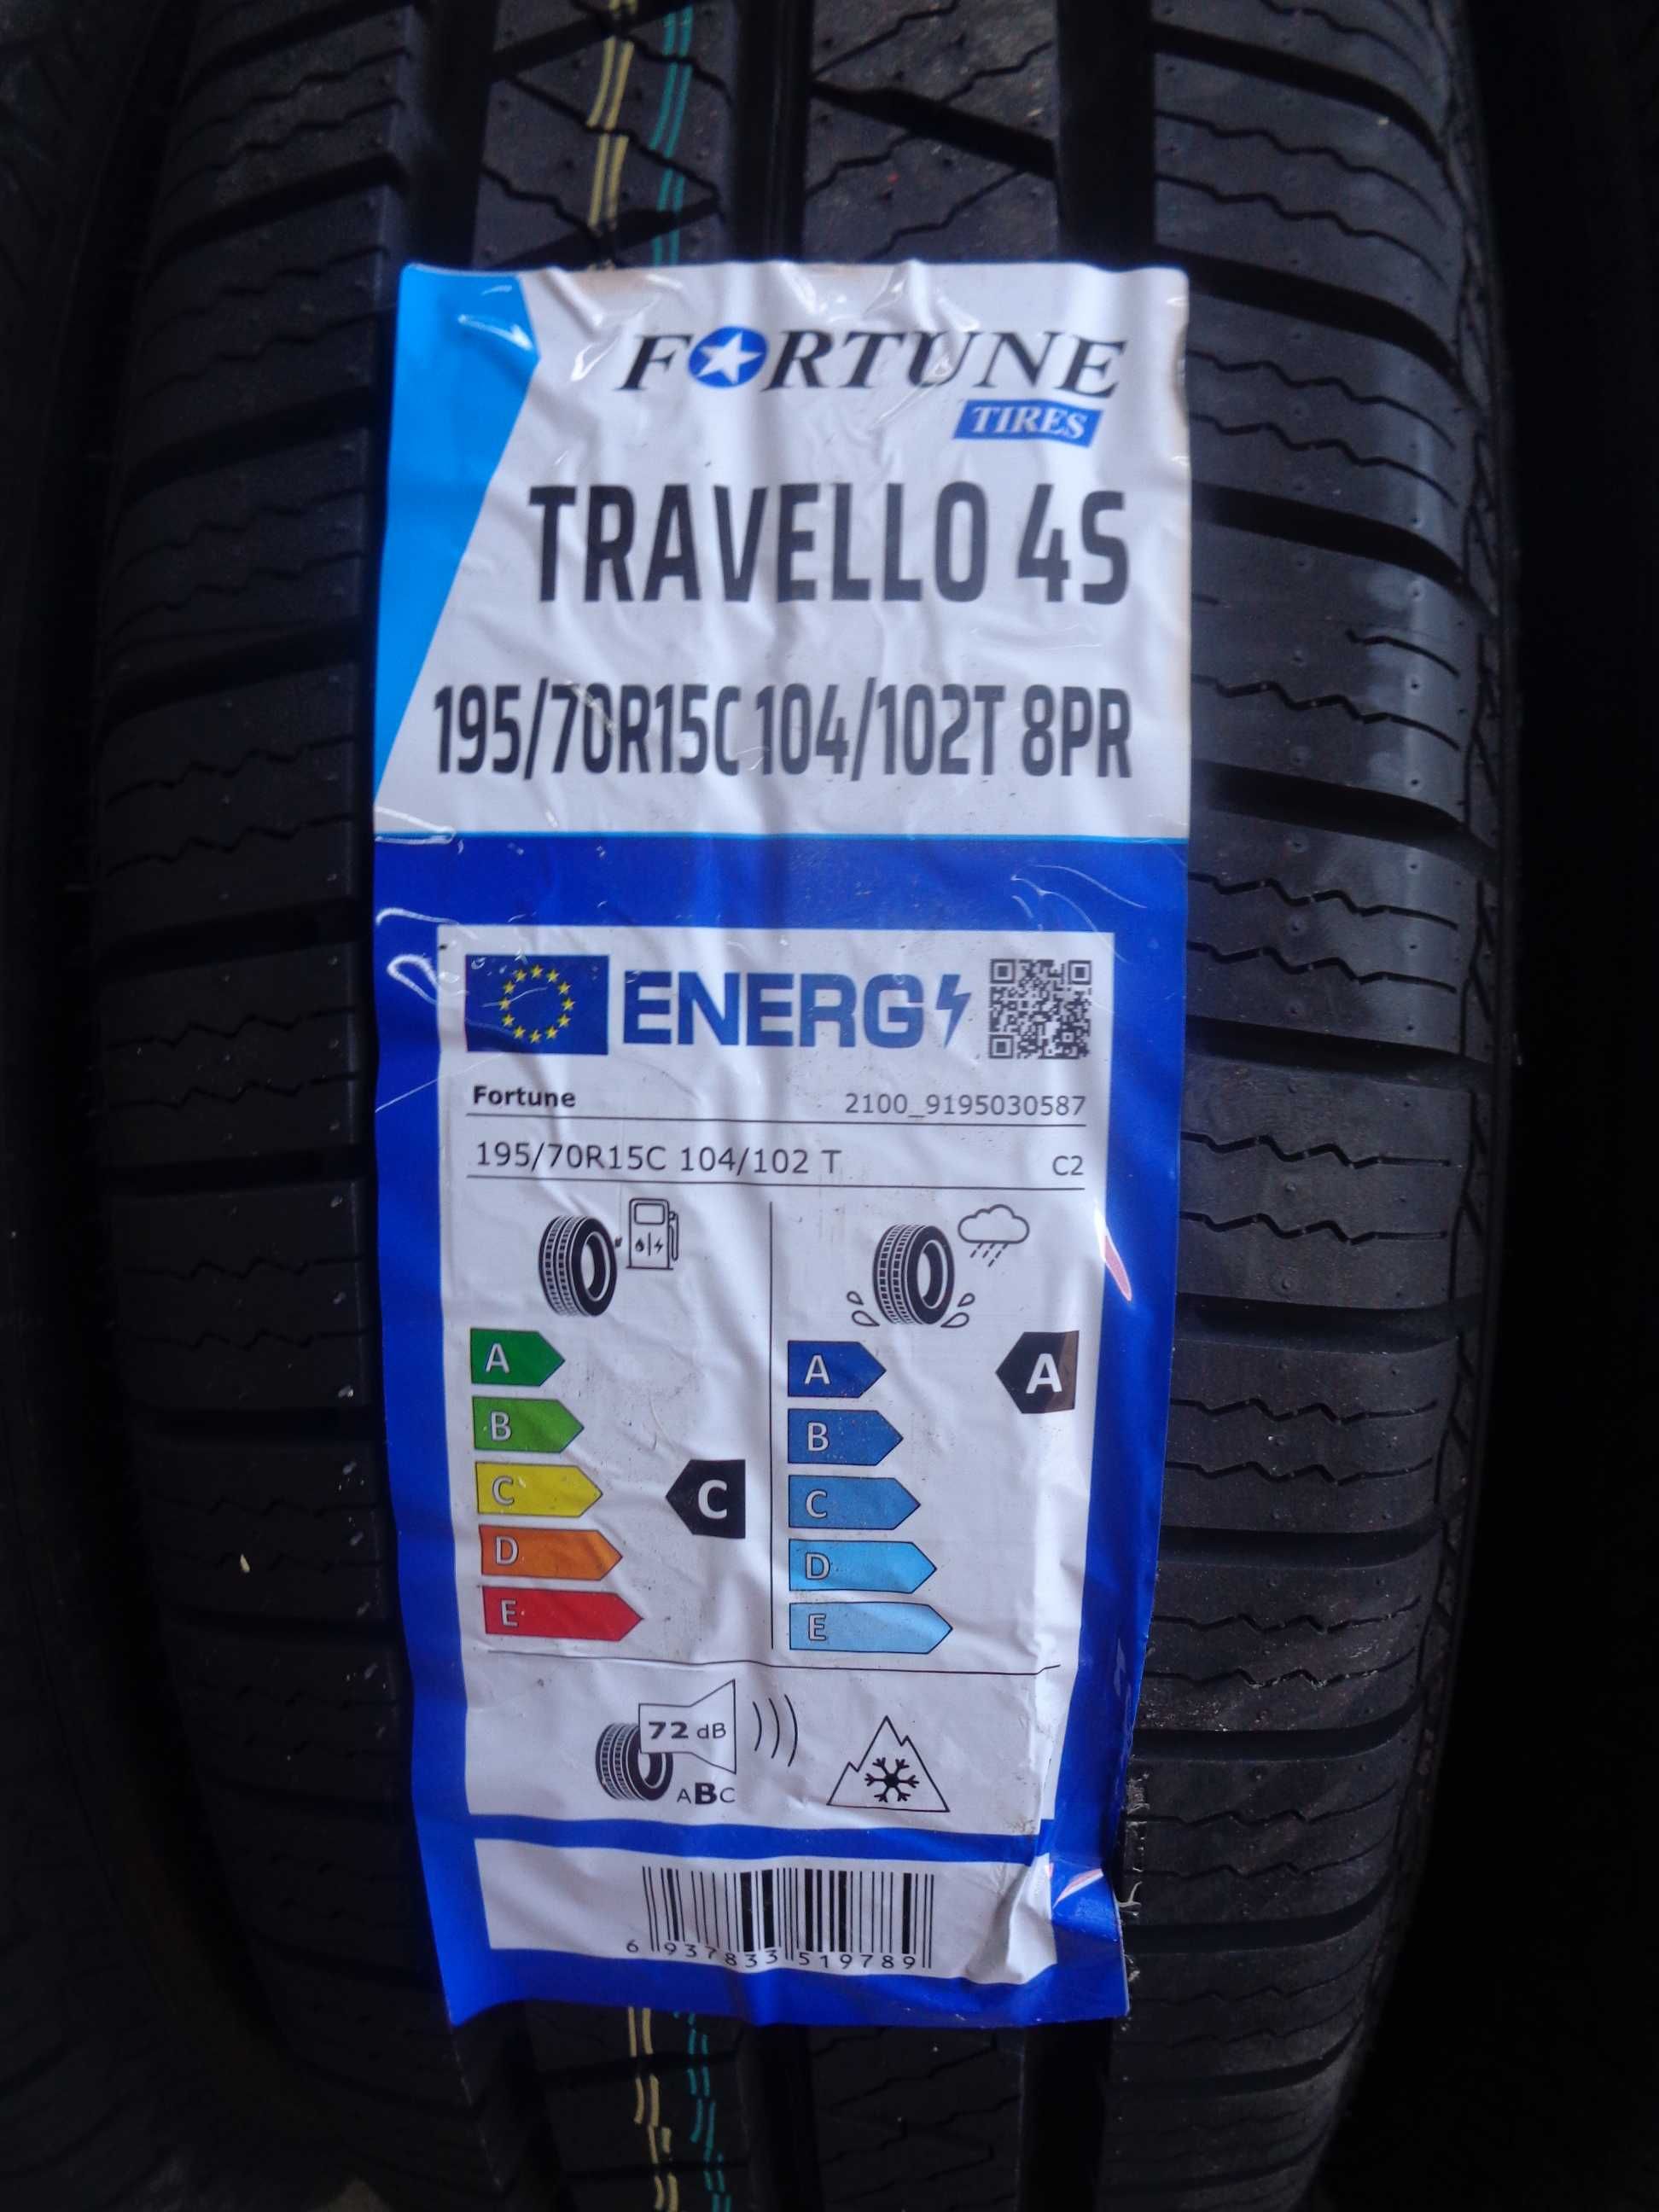 FORTUNE
TIRES
TRAVELLO 4S
195/70R15C 104/102T 8PR
ENERG
Fortune 2100_9195030587
195/70R15C 104/102 T C2
A A A
B B
C C C
D D
E E
72 dB
ABC
6 937833 519789